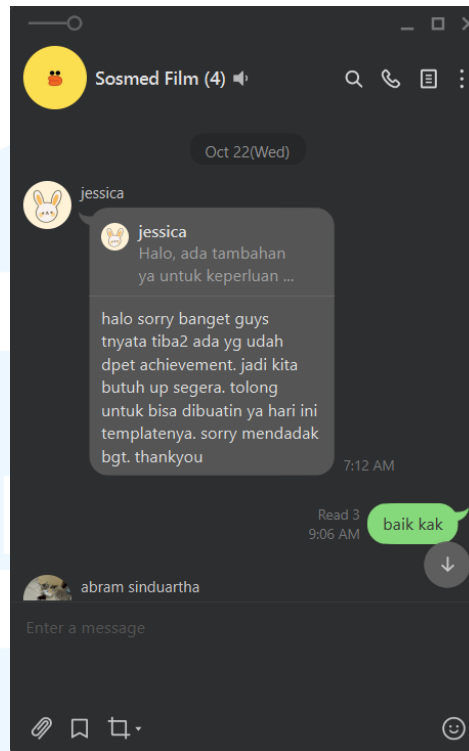 Sosmed Film (4)
Oct 22(Wed)
jessica
jessica
Halo, ada tambahan
ya untuk keperluan ...
halo sorry banget guys
tnyata tiba2 ada yg udah
dpet achievement. jadi kita
butuh up segera. tolong
untuk bisa dibuatin ya hari ini
templatenya. sorry mendadak
bgt. thankyou
7:12 AM
Read 3
9:06 AM
baik kak
abram sinduartha
Enter a message